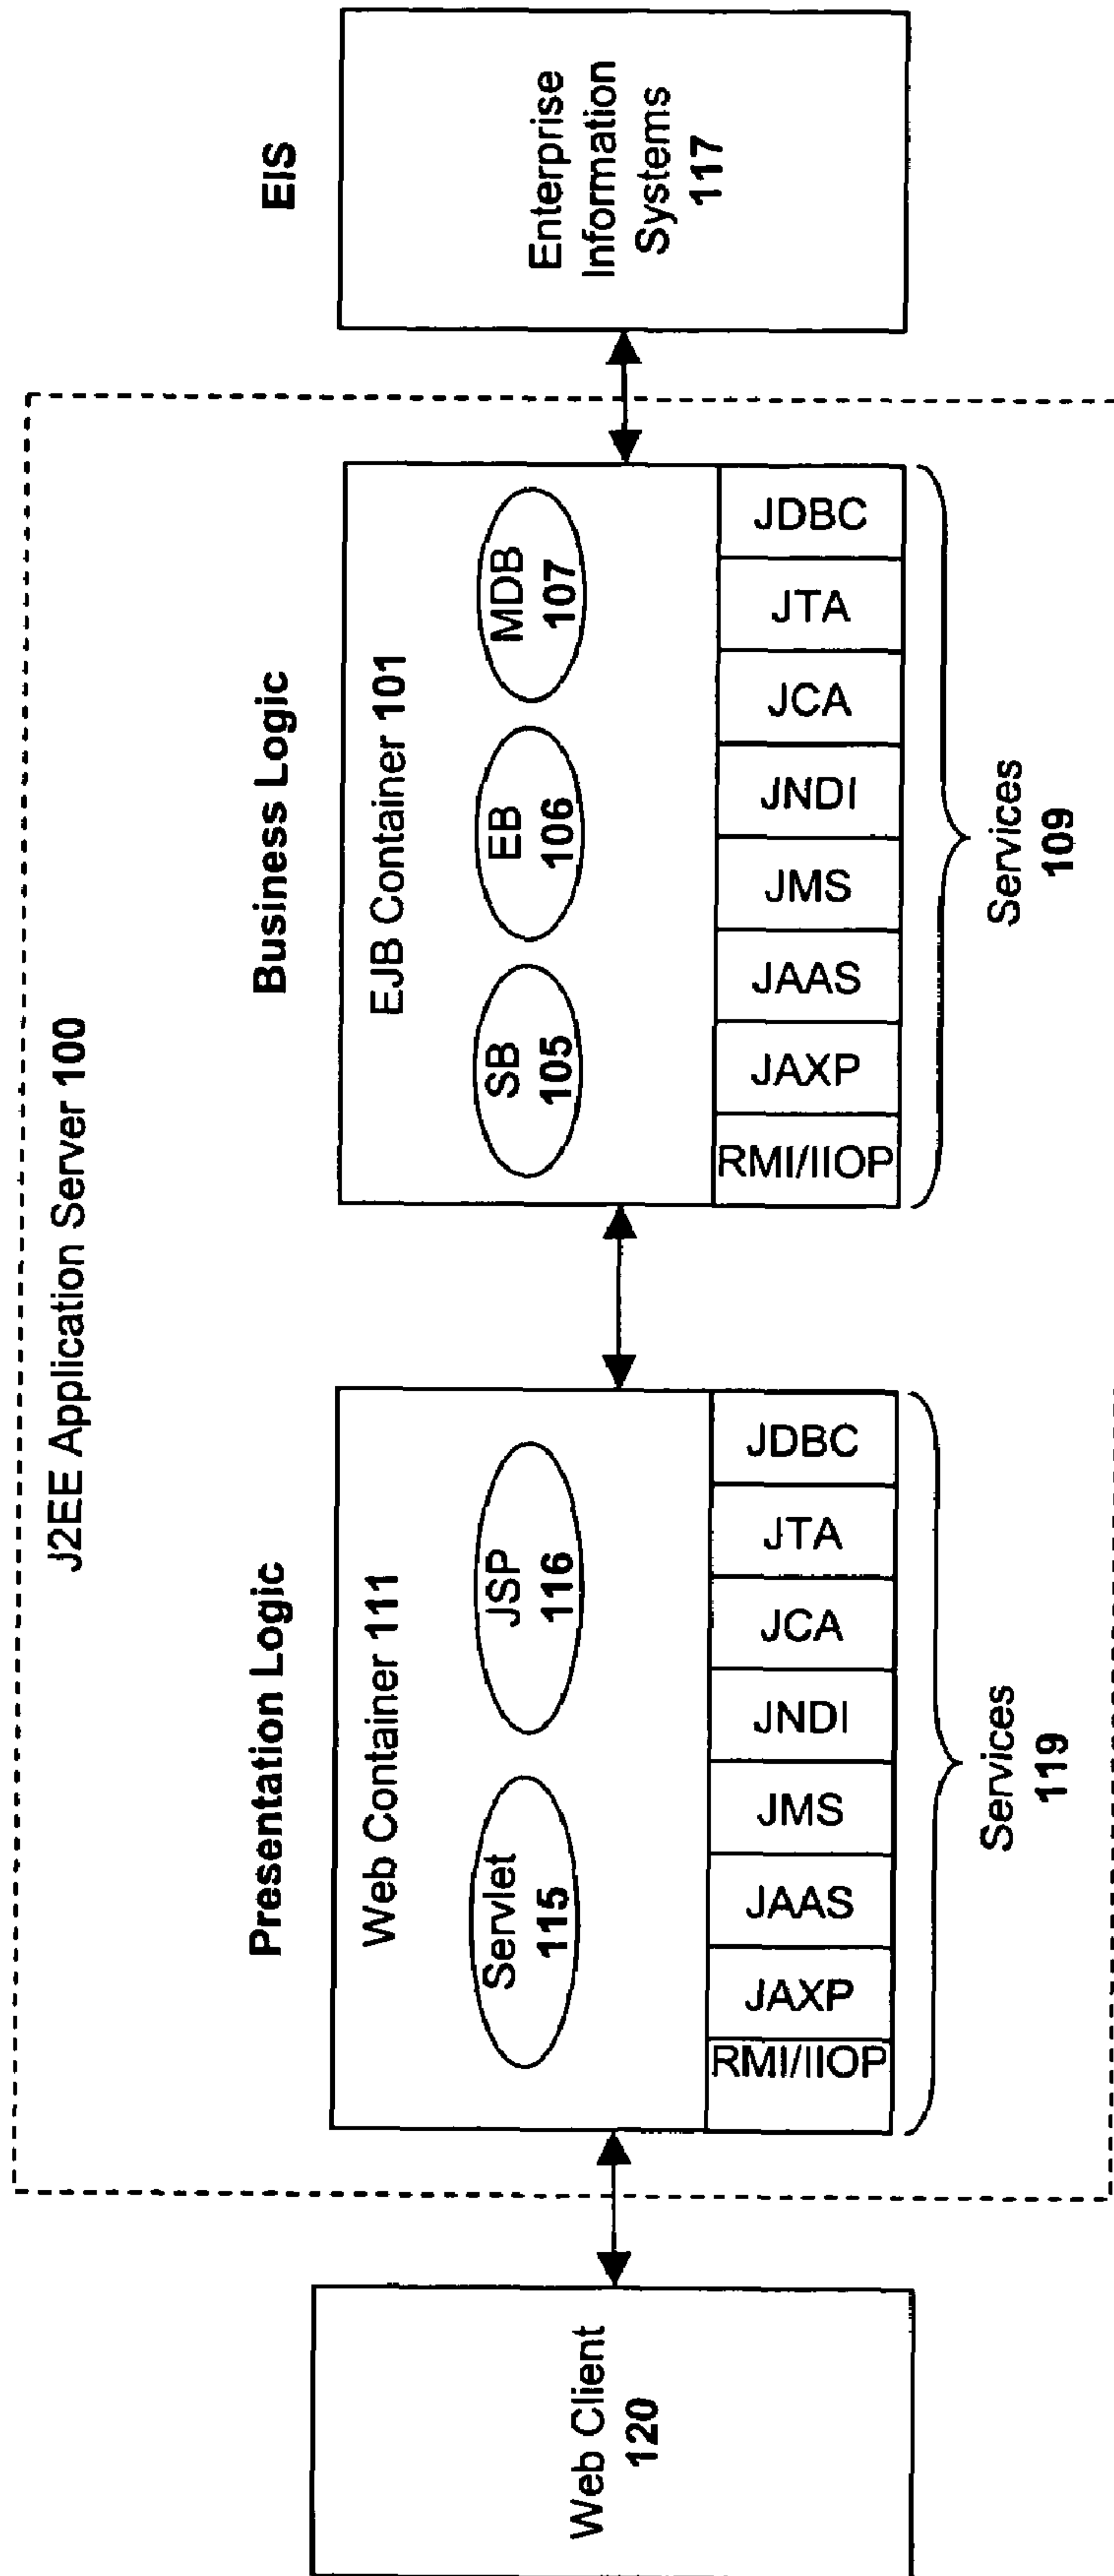 J2EE Application Server 100
Presentation Logic
Business Logic
EIS
Web Client
120
Web Container 111
Servlet
115
JSP
116
RMI/IIOP
JAXP
JAAS
JMS
JNDI
JCA
JTA
JDBC
Services
119
EJB Container 101
SB
105
EB
106
MDB
107
RMI/IIOP
JAXP
JAAS
JMS
JNDI
JCA
JTA
JDBC
Services
109
Enterprise
Information
Systems
117